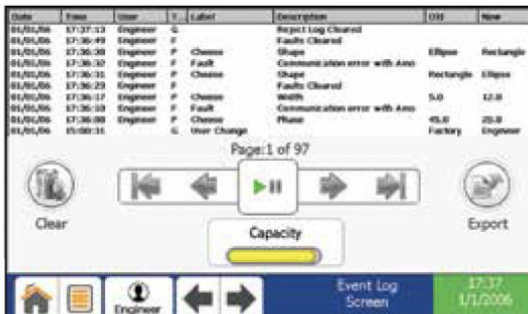 Date Time User T... Label Description Old New
01/01/06 17:37:13 Engineer G Reject Log Cleared
01/01/06 17:36:49 Engineer F Faults Cleared
01/01/06 17:36:38 Engineer P Choose Shape Ellipse Rectangle
01/01/06 17:36:32 Engineer F Fault Communication error with Amo
01/01/06 17:36:31 Engineer P Choose Shape Rectangle Ellipse
01/01/06 17:36:23 Engineer F Faults Cleared
01/01/06 17:36:17 Engineer P Choose Width 5.0 12.0
01/01/06 17:36:10 Engineer F Fault Communication error with Amo
01/01/06 17:36:08 Engineer P Choose Phase 45.0 20.0
01/01/06 15:08:31 G User Change Factory Engineer
Page:1 of 97
Clear
Export
Capacity
Engineer
Event Log
Screen
17:37
1/1/2006